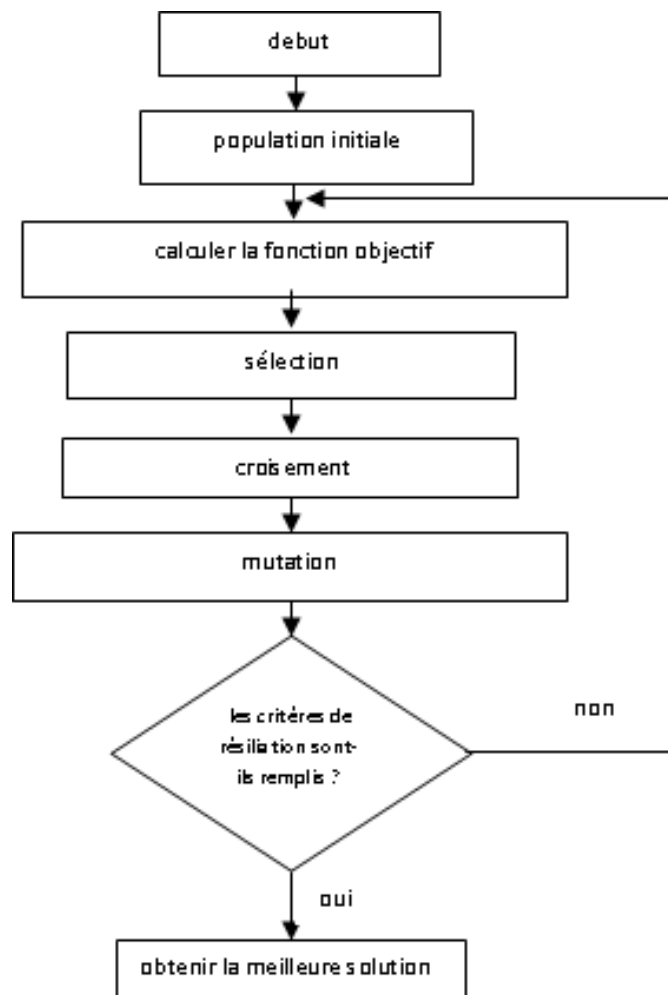 debut
population initiale
calculer la fonction objectif
sélection
croisement
mutation
les critéres de
résiliation sont-
ils remplis ?
non
oui
obtenir la meilleure solution